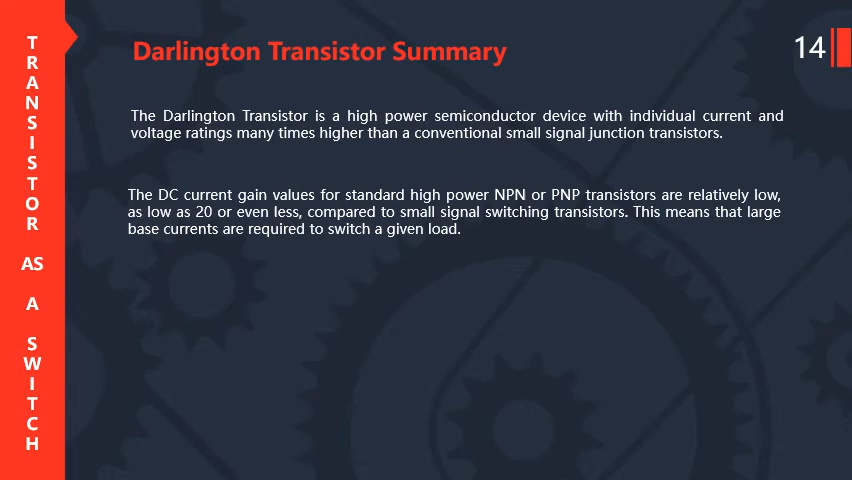 TRANSISTOR AS A SWITCH
Darlington Transistor Summary
14
The Darlington Transistor is a high power semiconductor device with individual current and
voltage ratings many times higher than a conventional small signal junction transistors.
The DC current gain values for standard high power NPN or PNP transistors are relatively low,
as low as 20 or even less, compared to small signal switching transistors. This means that large
base currents are required to switch a given load.